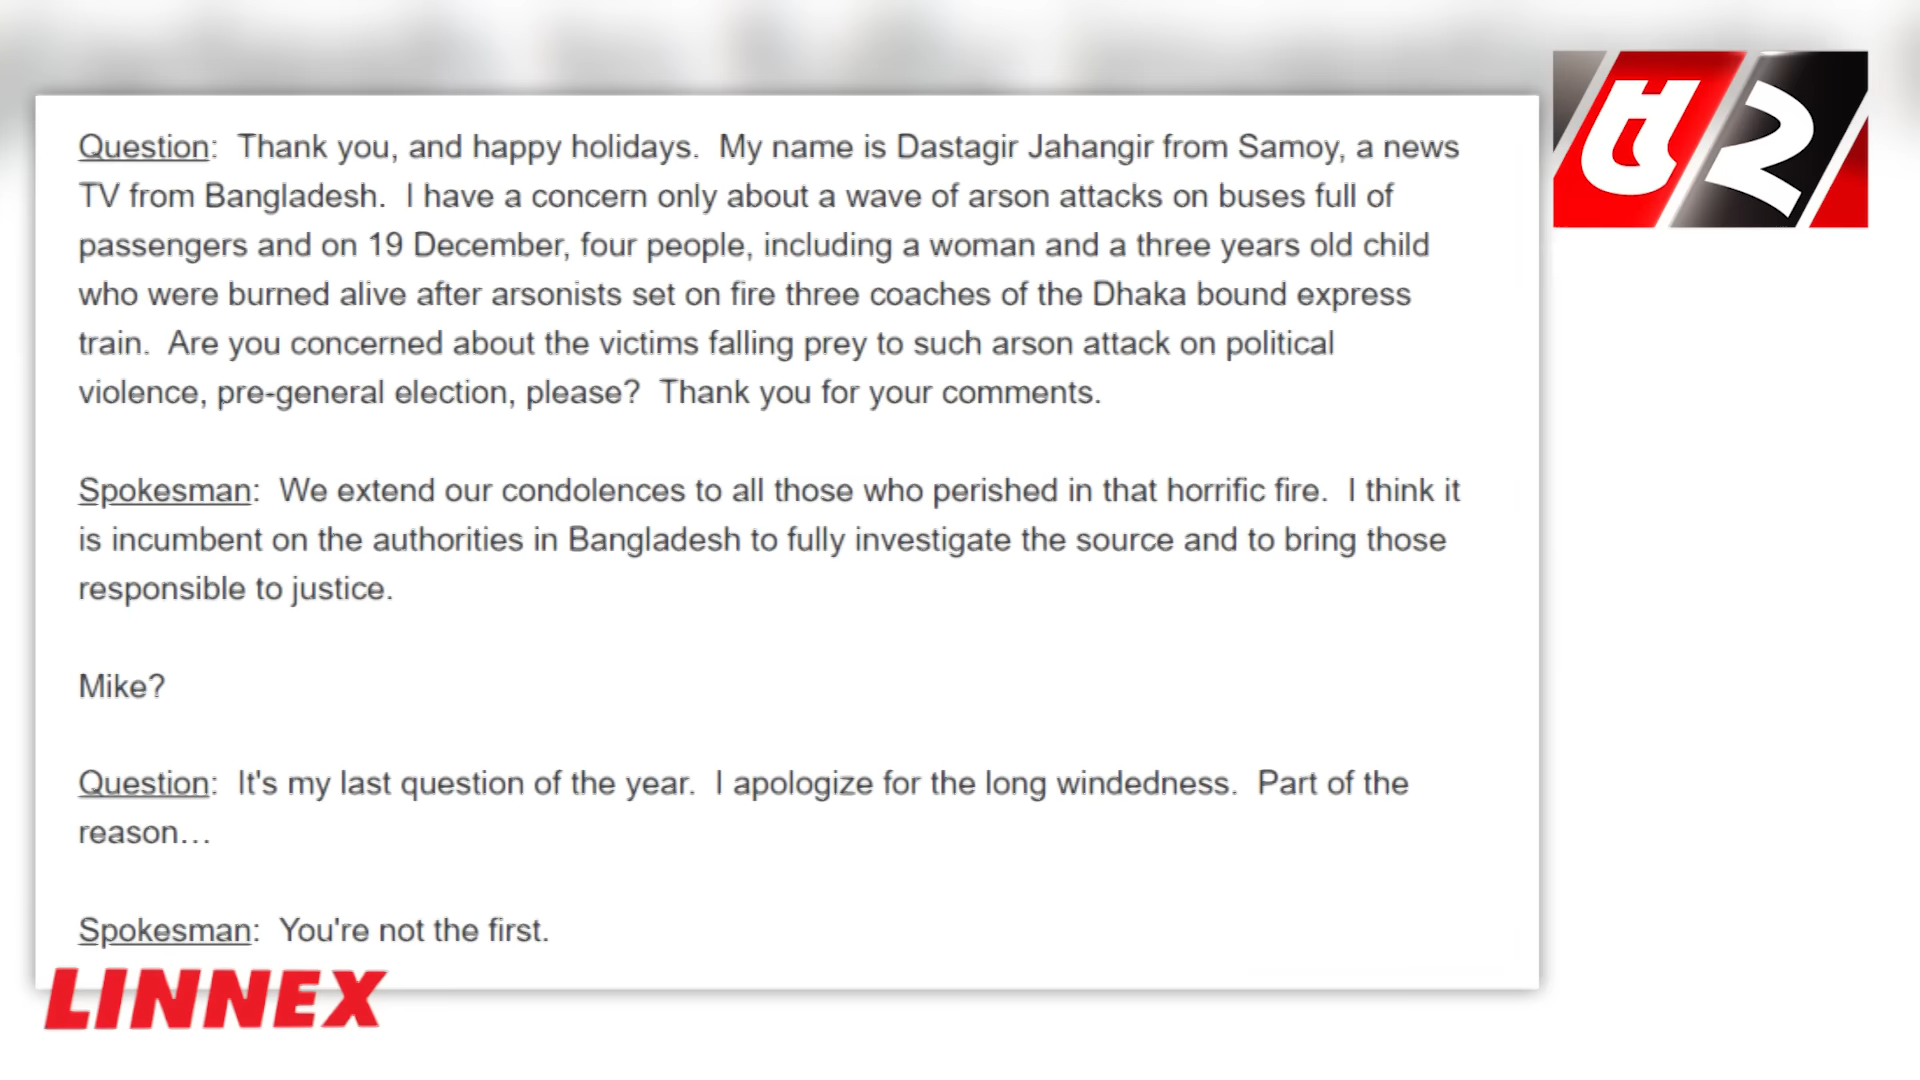 Question:  Thank you, and happy holidays.  My name is Dastagir Jahangir from Samoy, a news
TV from Bangladesh.  I have a concern only about a wave of arson attacks on buses full of
passengers and on 19 December, four people, including a woman and a three years old child
who were burned alive after arsonists set on fire three coaches of the Dhaka bound express
train.  Are you concerned about the victims falling prey to such arson attack on political
violence, pre-general election, please?  Thank you for your comments.
Spokesman:  We extend our condolences to all those who perished in that horrific fire.  I think it
is incumbent on the authorities in Bangladesh to fully investigate the source and to bring those
responsible to justice.
Mike?
Question:  It's my last question of the year.  I apologize for the long windedness.  Part of the
reason…
Spokesman:  You're not the first.
LINNEX